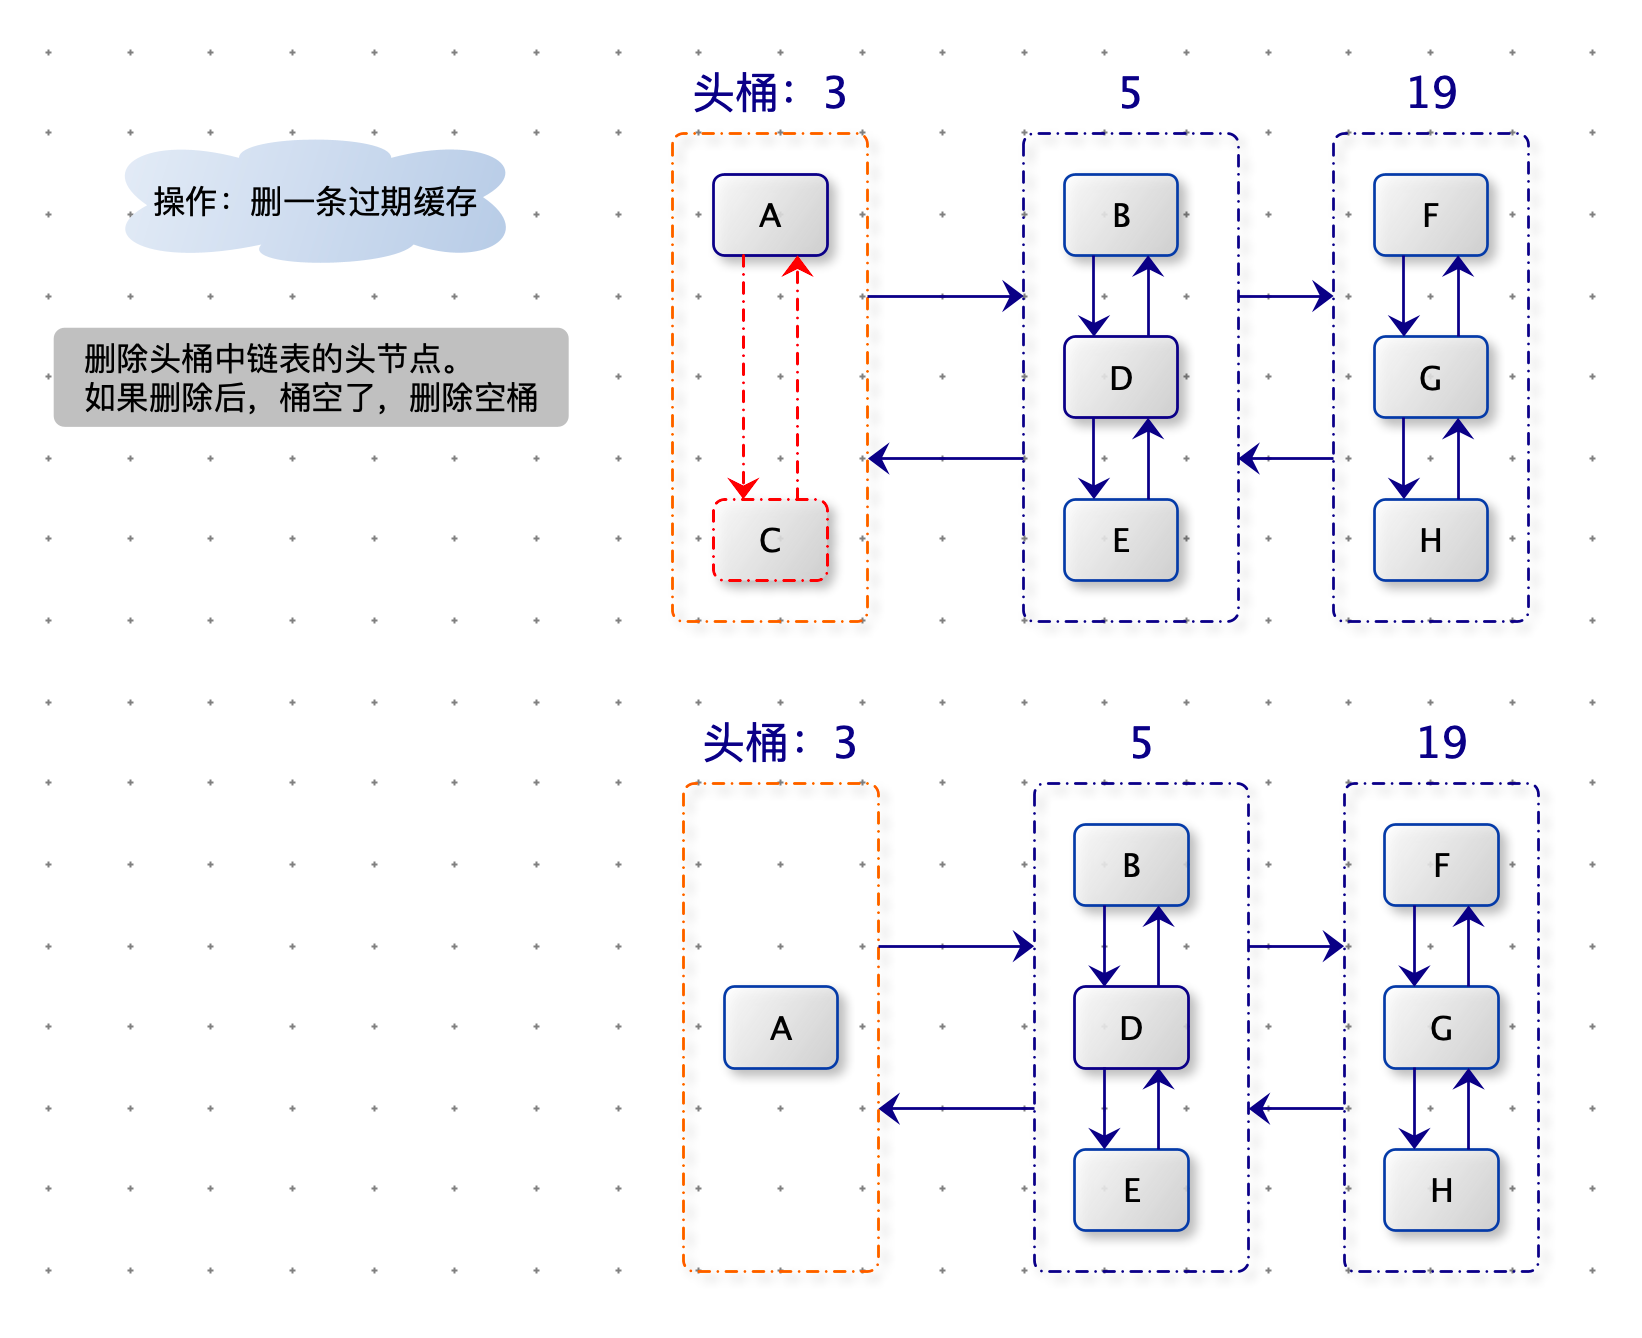 操作：删一条过期缓存
删除头桶中链表的头节点。
如果删除后，桶空了，删除空桶
头桶：3 5 19
A B F
D G
C E H
头桶：3 5 19
B F
A D G
E H